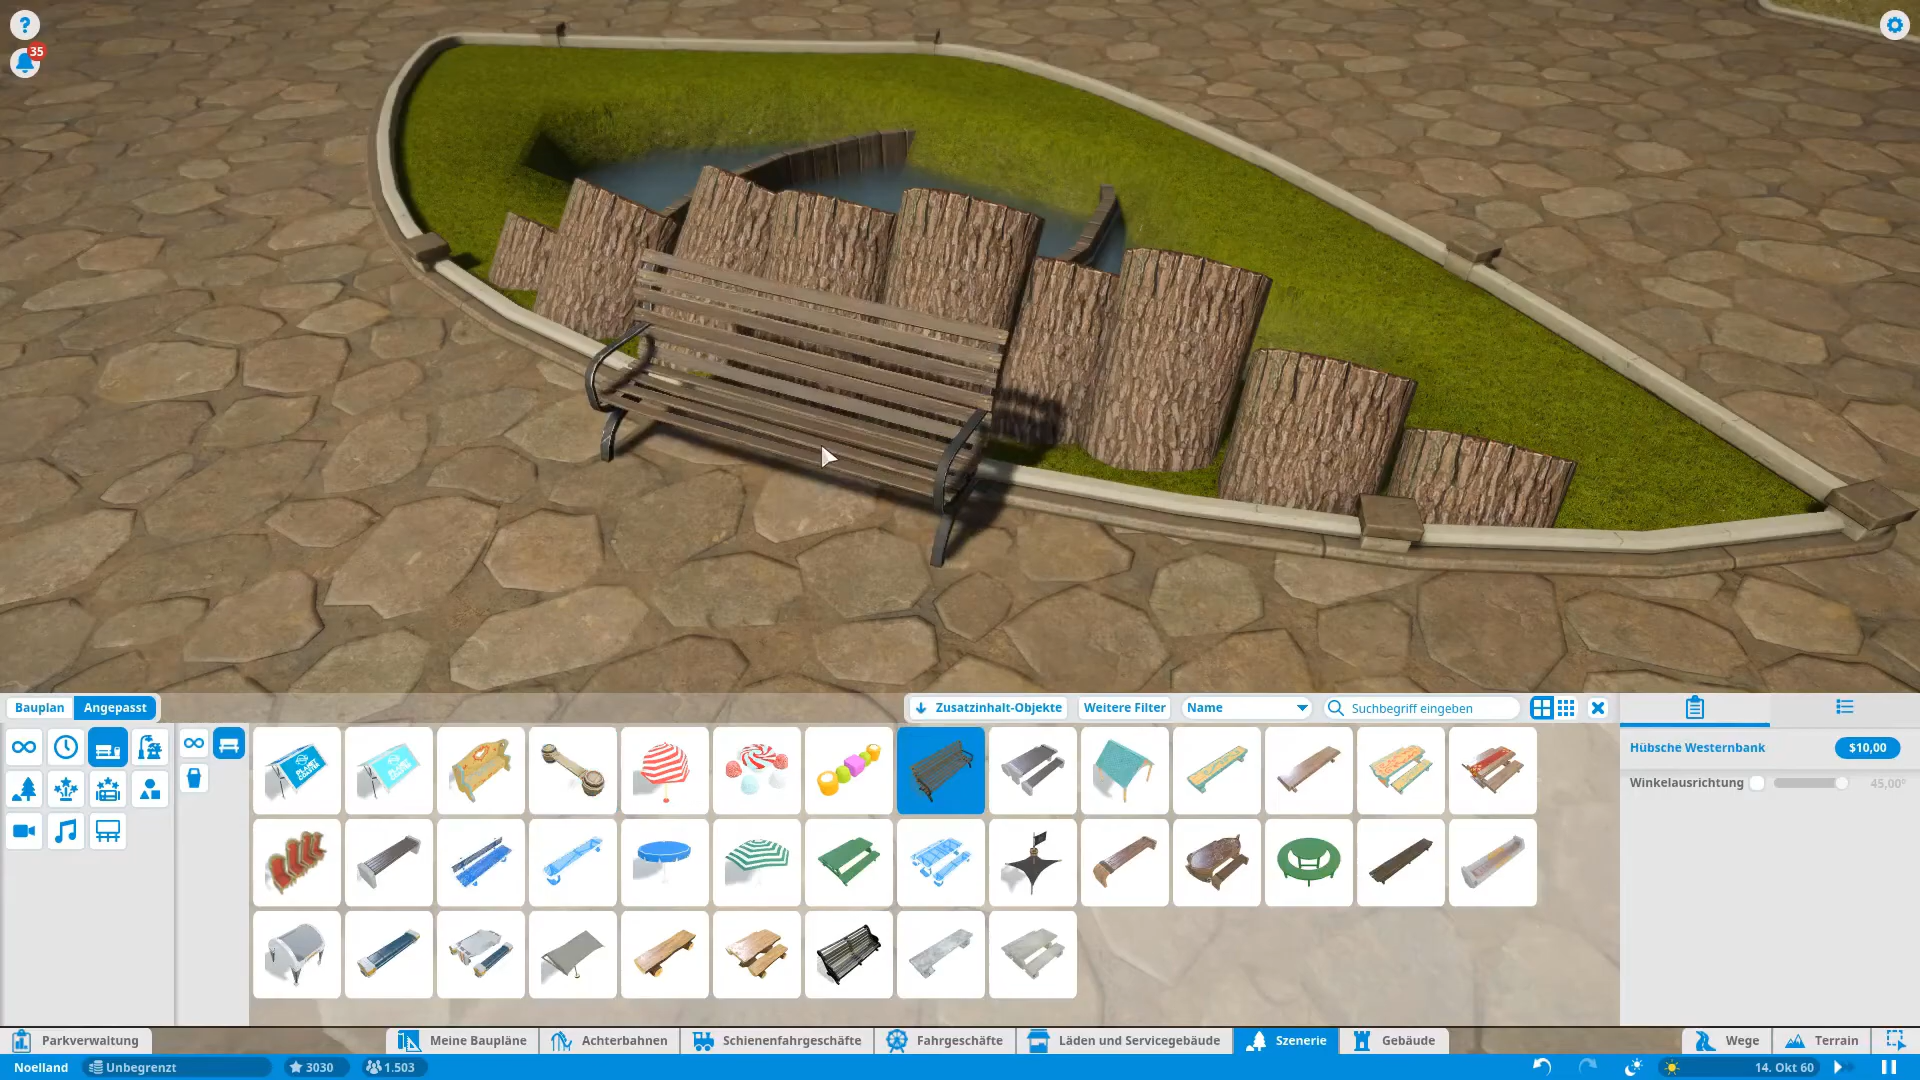 ?
35
Bauplan
Angepasst
Zusatzinhalt-Objekte
Weitere Filter
Name
Suchbegriff eingeben
Hübsche Westernbank
$10,00
Winkelausrichtung
45,00°
Parkverwaltung
Meine Baupläne
Achterbahnen
Schienenfahrgeschäfte
Fahrgeschäfte
Läden und Servicegebäude
Szenerie
Gebäude
Wege
Terrain
Noelland
Unbegrenzt
3030
1.503
14. Okt 60